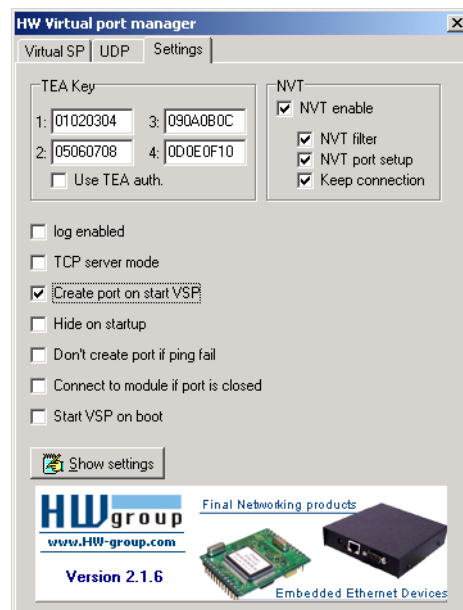 HW Virtual port manager
Virtual SP UDP Settings
TEA Key
1: 01020304 3: 090A0B0C
2: 05060708 4: 0D0E0F10
Use TEA auth.
NVT
NVT enable
NVT filter
NVT port setup
Keep connection
log enabled
TCP server mode
Create port on start VSP
Hide on startup
Don't create port if ping fail
Connect to module if port is closed
Start VSP on boot
Show settings
HW group
www.HW-group.com
Version 2.1.6
Final Networking products
Embedded Ethernet Devices